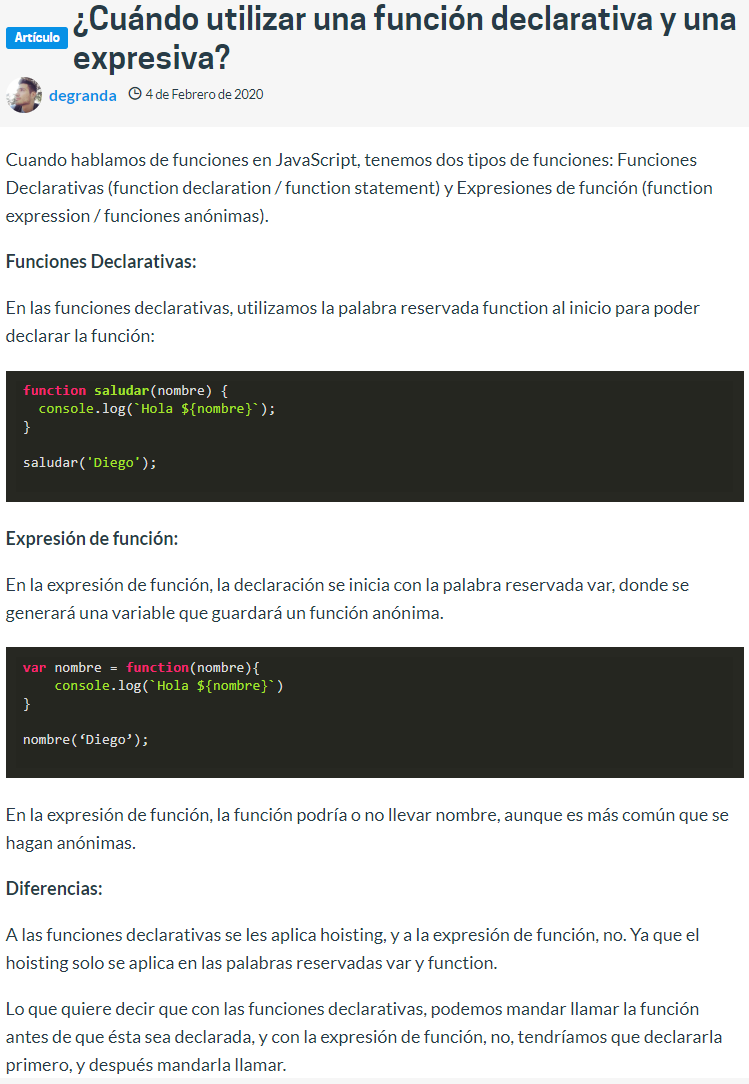 ¿Cuándo utilizar una función declarativa y una
Artículo
expresiva?
degranda 4 de Febrero de 2020
Cuando hablamos de funciones en JavaScript, tenemos dos tipos de funciones: Funciones
Declarativas (function declaration / function statement) y Expresiones de función (function
expression / funciones anónimas).
Funciones Declarativas:
En las funciones declarativas, utilizamos la palabra reservada function al inicio para poder
declarar la función:
function saludar(nombre) {
  console.log(`Hola ${nombre}`);
}
saludar('Diego');
Expresión de función:
En la expresión de función, la declaración se inicia con la palabra reservada var, donde se
generará una variable que guardará un función anónima.
var nombre = function(nombre){
    console.log(`Hola ${nombre}`)
}
nombre(‘Diego’);
En la expresión de función, la función podría o no llevar nombre, aunque es más común que se
hagan anónimas.
Diferencias:
A las funciones declarativas se les aplica hoisting, y a la expresión de función, no. Ya que el
hoisting solo se aplica en las palabras reservadas var y function.
Lo que quiere decir que con las funciones declarativas, podemos mandar llamar la función
antes de que ésta sea declarada, y con la expresión de función, no, tendríamos que declararla
primero, y después mandarla llamar.